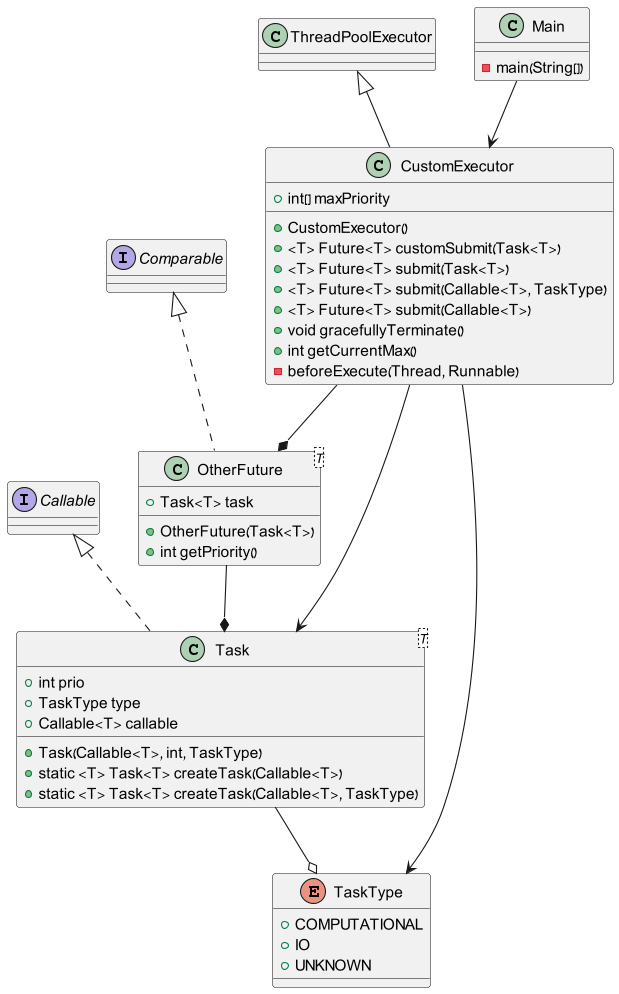 C ThreadPoolExecutor
C Main
main(String[])
C CustomExecutor
int[] maxPriority
CustomExecutor()
<T> Future<T> customSubmit(Task<T>)
<T> Future<T> submit(Task<T>)
<T> Future<T> submit(Callable<T>, TaskType)
<T> Future<T> submit(Callable<T>)
void gracefullyTerminate()
int getCurrentMax()
beforeExecute(Thread, Runnable)
I Comparable
C OtherFuture
T
Task<T> task
OtherFuture(Task<T>)
int getPriority()
I Callable
C Task
T
int prio
TaskType type
Callable<T> callable
Task(Callable<T>, int, TaskType)
static <T> Task<T> createTask(Callable<T>)
static <T> Task<T> createTask(Callable<T>, TaskType)
E TaskType
COMPUTATIONAL
IO
UNKNOWN